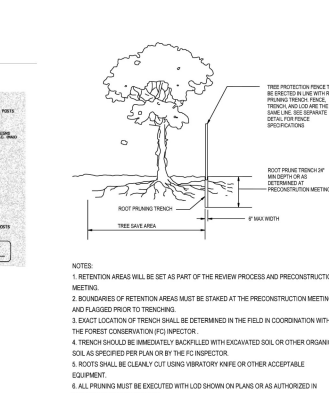 POSTS
TREE PROTECTION FENCE T
BE ERECTED IN LINE WITH R
PRUNING TRENCH. FENCE,
TRENCH, AND LOD ARE THE
SAME LINE. SEE SEPARATE
DETAIL FOR FENCE
SPECIFICATIONS
ROOT PRUNE TRENCH 24"
MIN DEPTH OR AS
DETERMINED AT
PRECONSTRUTION MEETING
ROOT PRUNING TRENCH
6" MAX WIDTH
TREE SAVE AREA
NOTES:
1. RETENTION AREAS WILL BE SET AS PART OF THE REVIEW PROCESS AND PRECONSTRUCTIO
MEETING.
2. BOUNDARIES OF RETENTION AREAS MUST BE STAKED AT THE PRECONSTRUCTION MEETIN
AND FLAGGED PRIOR TO TRENCHING.
3. EXACT LOCATION OF TRENCH SHALL BE DETERMINED IN THE FIELD IN COORDINATION WITH
THE FOREST CONSERVATION (FC) INPECTOR.
4. TRENCH SHOULD BE IMMEDIATELY BACKFILLED WITH EXCAVATED SOIL OR OTHER ORGANI
SOIL AS SPECIFIED PER PLAN OR BY THE FC INSPECTOR.
5. ROOTS SHALL BE CLEANLY CUT USING VIBRATORY KNIFE OR OTHER ACCEPTABLE
EQUIPMENT.
6. ALL PRUNING MUST BE EXECUTED WITH LOD SHOWN ON PLANS OR AS AUTHORIZED IN